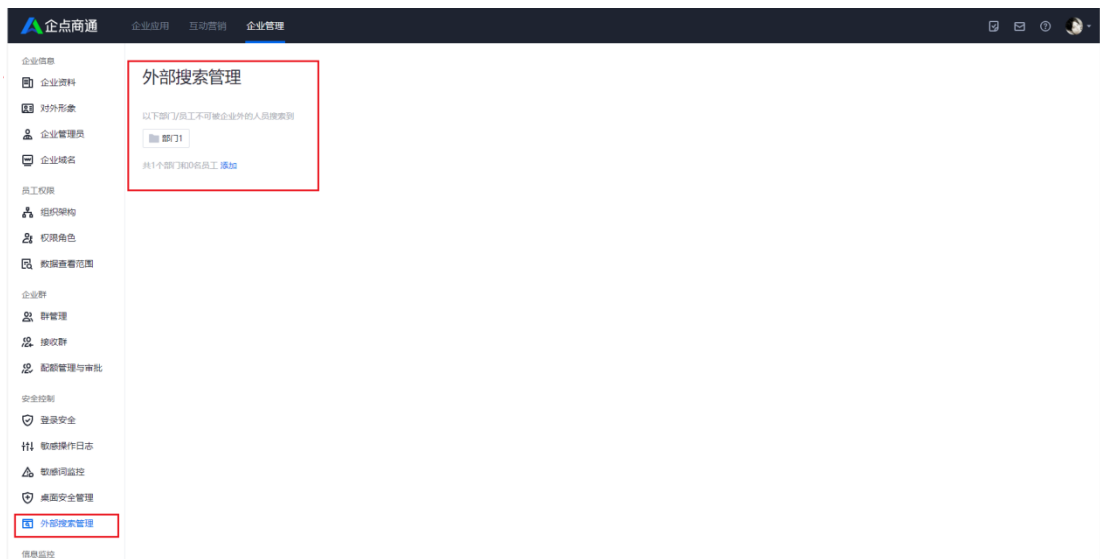 企点商通
企业应用 互动营销 企业管理
企业信息
企业资料
对外形象
企业管理员
企业域名
员工权限
组织架构
权限角色
数据查看范围
企业群
群管理
接收群
配额管理与审批
安全控制
登录安全
敏感操作日志
敏感词监控
桌面安全管理
外部搜索管理
信息监控
外部搜索管理
以下部门/员工不可被企业外的人员搜索到
部门1
共1个部门和0名员工 添加